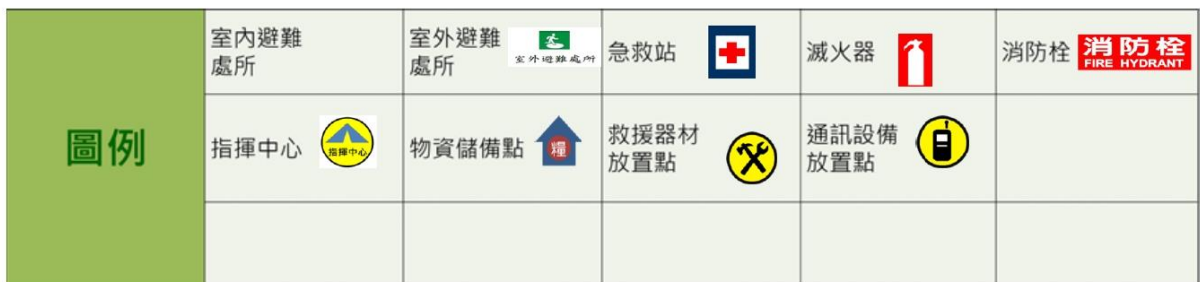 圖例
室內避難
處所
室外避難
處所
室外避難處所
急救站
滅火器
消防栓
消防栓
FIRE HYDRANT
指揮中心
指揮中心
物資儲備點
糧
救援器材
放置點
通訊設備
放置點